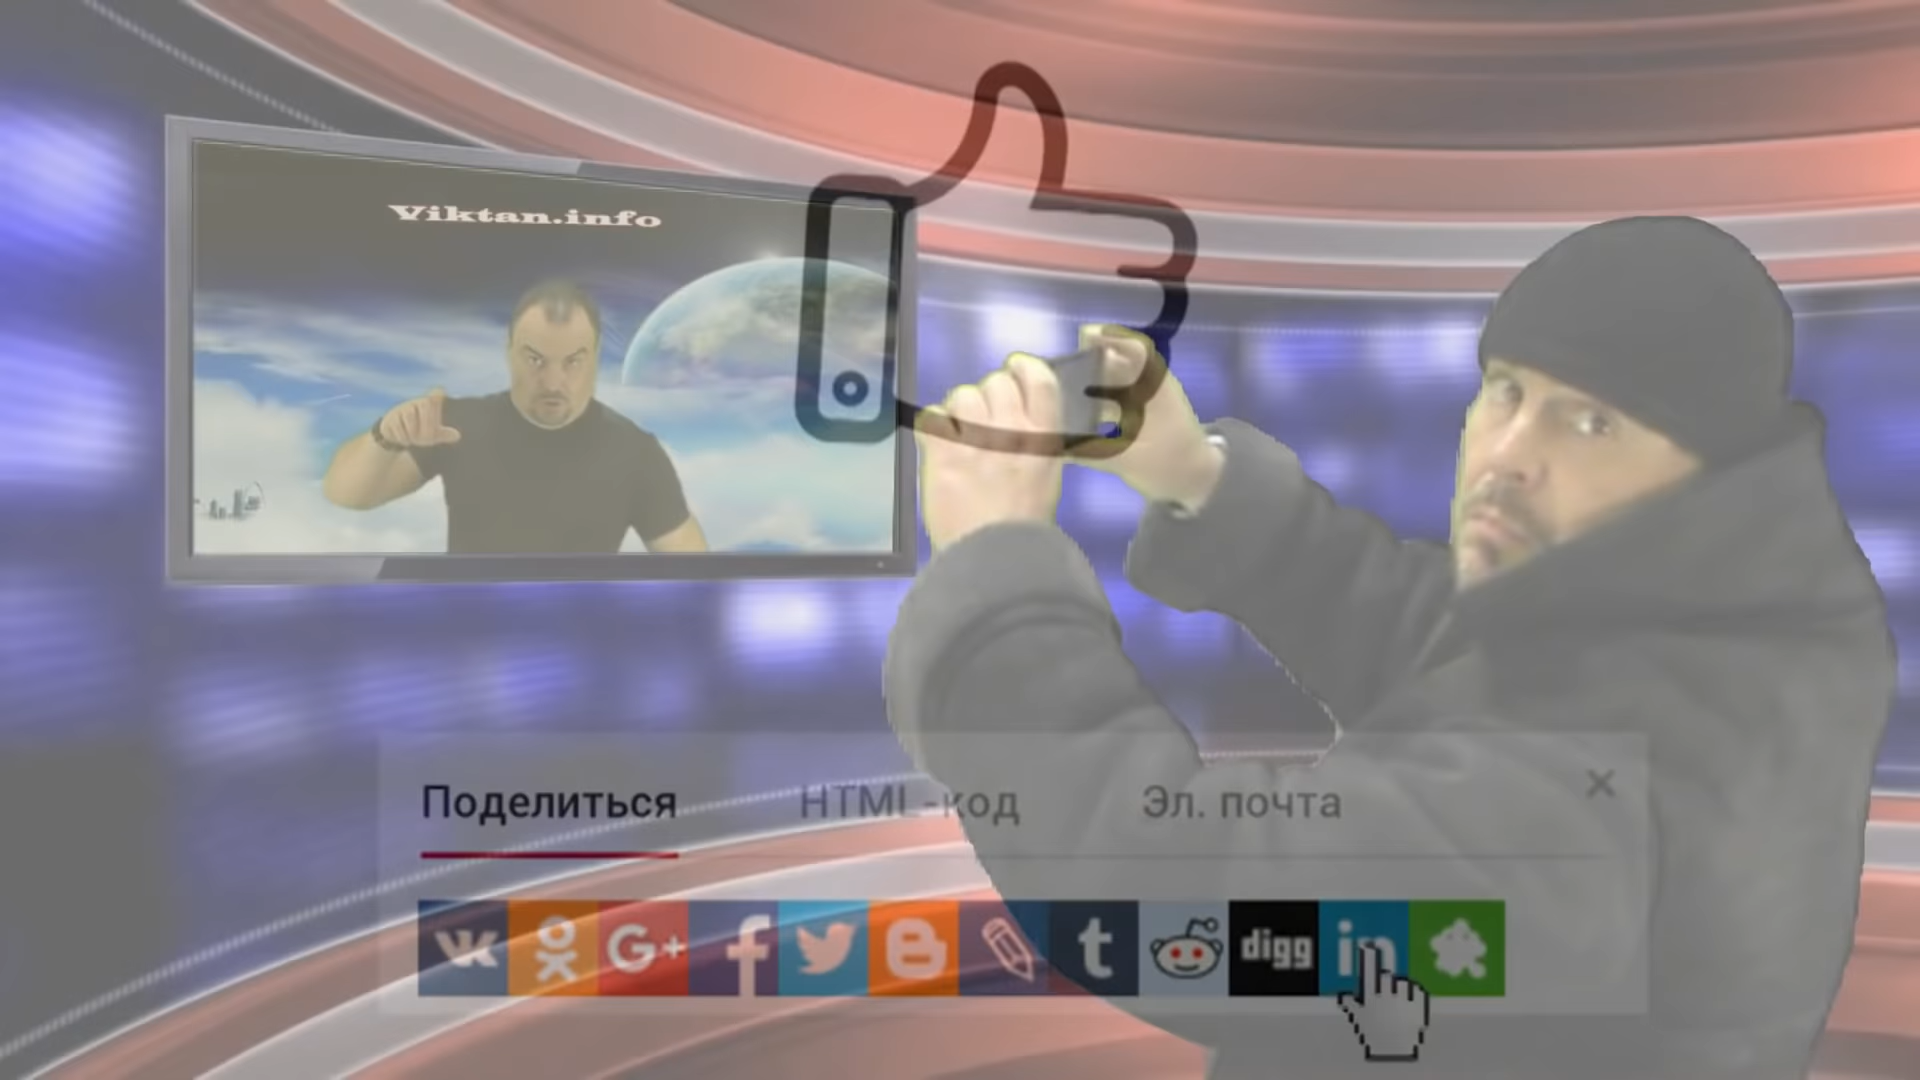 Viktan.info
Поделиться HTML-код Эл. почта
G+ f t digg in